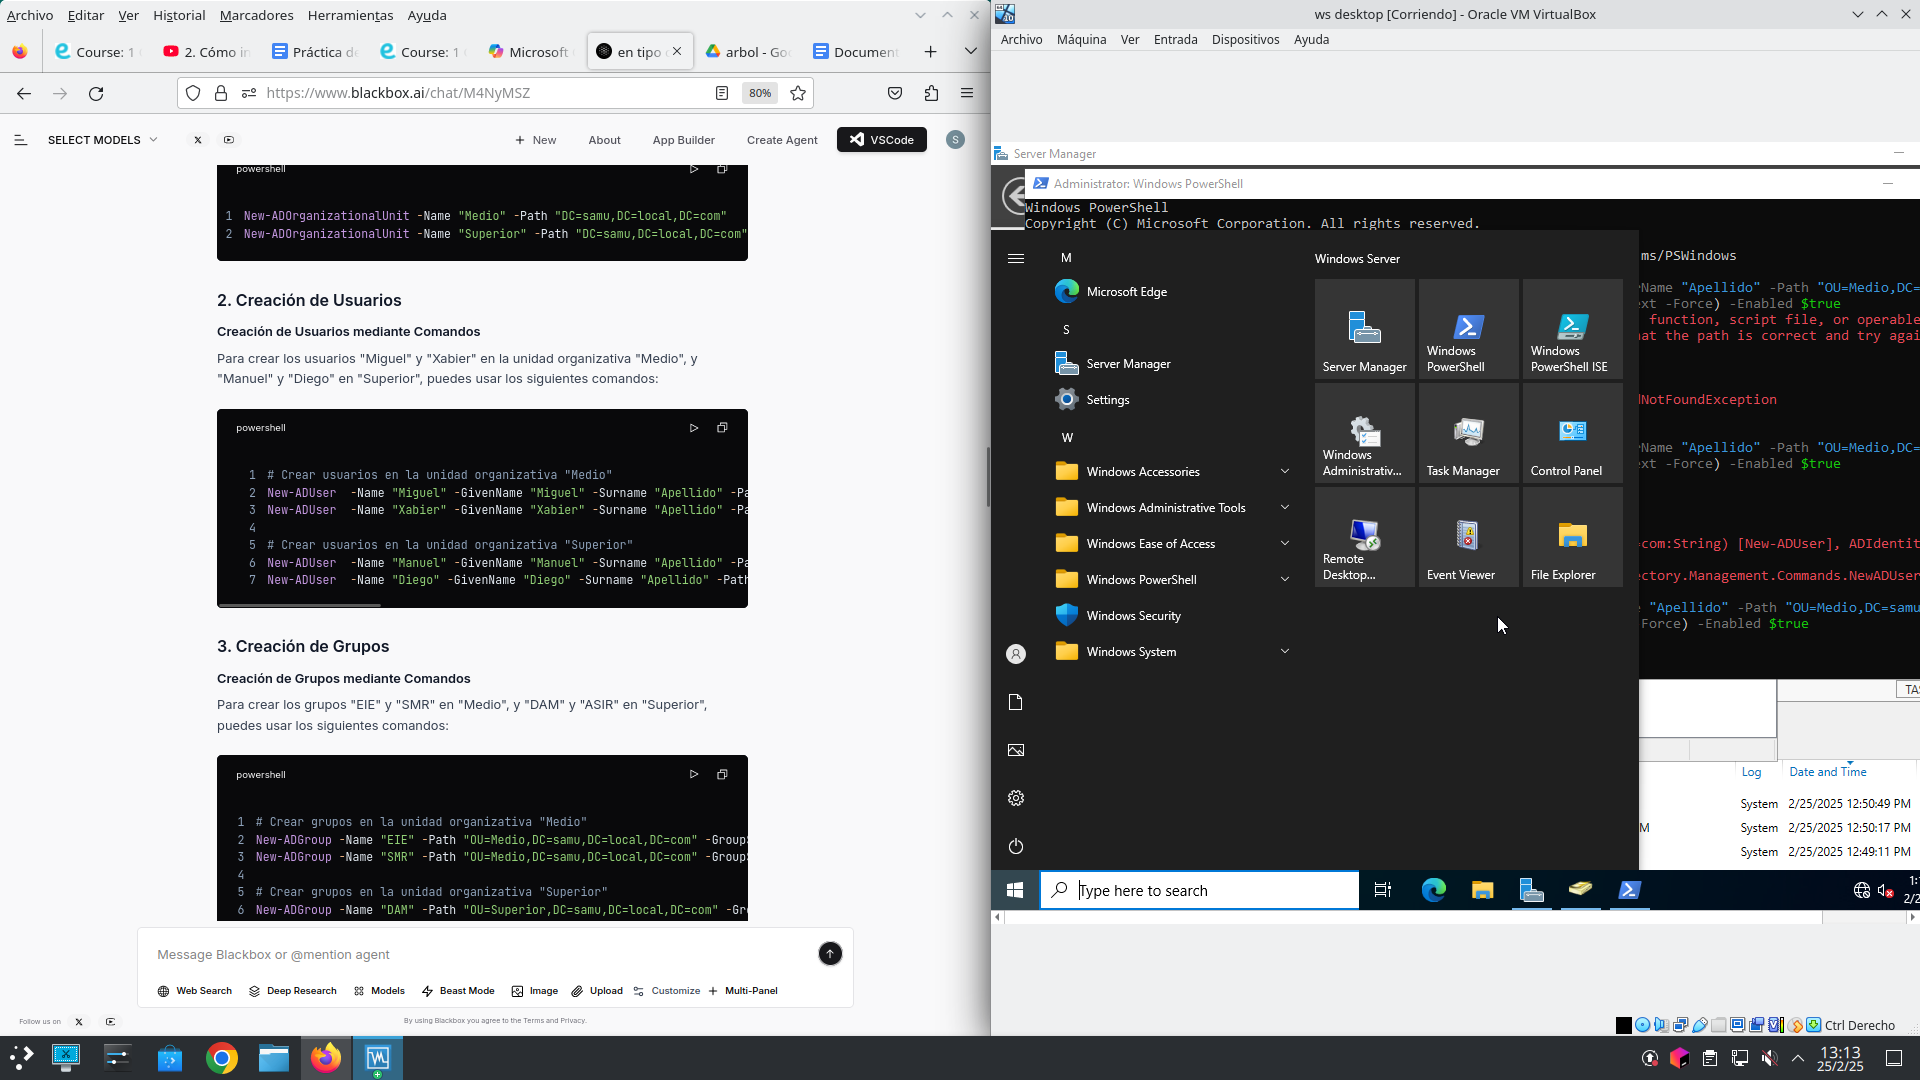 Archivo Editar Ver Historial Marcadores Herramientas Ayuda
Course: 1
2. Cómo in
Práctica de
Course: 1
Microsoft
en tipo
arbol - Goo
Document
https://www.blackbox.ai/chat/M4NyMSZ
80%
SELECT MODELS
New
About
App Builder
Create Agent
VSCode
S
powershell
1 New-ADOrganizationalUnit -Name "Medio" -Path "DC=samu,DC=local,DC=com"
2 New-ADOrganizationalUnit -Name "Superior" -Path "DC=samu,DC=local,DC=com"
2. Creación de Usuarios
Creación de Usuarios mediante Comandos
Para crear los usuarios "Miguel" y "Xabier" en la unidad organizativa "Medio", y
"Manuel" y "Diego" en "Superior", puedes usar los siguientes comandos:
powershell
1 # Crear usuarios en la unidad organizativa "Medio"
2 New-ADUser -Name "Miguel" -GivenName "Miguel" -Surname "Apellido" -Pa
3 New-ADUser -Name "Xabier" -GivenName "Xabier" -Surname "Apellido" -Pa
4
5 # Crear usuarios en la unidad organizativa "Superior"
6 New-ADUser -Name "Manuel" -GivenName "Manuel" -Surname "Apellido" -Pa
7 New-ADUser -Name "Diego" -GivenName "Diego" -Surname "Apellido" -Path
3. Creación de Grupos
Creación de Grupos mediante Comandos
Para crear los grupos "EIE" y "SMR" en "Medio", y "DAM" y "ASIR" en "Superior",
puedes usar los siguientes comandos:
powershell
1 # Crear grupos en la unidad organizativa "Medio"
2 New-ADGroup -Name "EIE" -Path "OU=Medio,DC=samu,DC=local,DC=com" -GroupS
3 New-ADGroup -Name "SMR" -Path "OU=Medio,DC=samu,DC=local,DC=com" -GroupS
4
5 # Crear grupos en la unidad organizativa "Superior"
6 New-ADGroup -Name "DAM" -Path "OU=Superior,DC=samu,DC=local,DC=com" -Gr
Message Blackbox or @mention agent
Web Search Deep Research Models Beast Mode Image Upload Customize Multi-Panel
Follow us on
By using Blackbox you agree to the Terms and Privacy.
ws desktop [Corriendo] - Oracle VM VirtualBox
Archivo Máquina Ver Entrada Dispositivos Ayuda
Server Manager
Administrator: Windows PowerShell
Windows PowerShell
Copyright (C) Microsoft Corporation. All rights reserved.
ms/PSWindows
rName "Apellido" -Path "OU=Medio,DC=
ext -Force) -Enabled $true
function, script file, or operable
at the path is correct and try agai
NotFoundException
rName "Apellido" -Path "OU=Medio,DC=
ext -Force) -Enabled $true
=com:String) [New-ADUser], ADIdentit
ectory.Management.Commands.NewADUser
"Apellido" -Path "OU=Medio,DC=samu
Force) -Enabled $true
M
Microsoft Edge
S
Server Manager
Settings
W
Windows Accessories
Windows Administrative Tools
Windows Ease of Access
Windows PowerShell
Windows Security
Windows System
Windows Server
Server Manager
Windows PowerShell
Windows PowerShell ISE
Windows Administrativ...
Task Manager
Control Panel
Remote Desktop...
Event Viewer
File Explorer
TAS
Log Date and Time
System 2/25/2025 12:50:49 PM
M System 2/25/2025 12:50:17 PM
System 2/25/2025 12:49:11 PM
Type here to search
1:
2/2
Ctrl Derecho
13:13
25/2/25